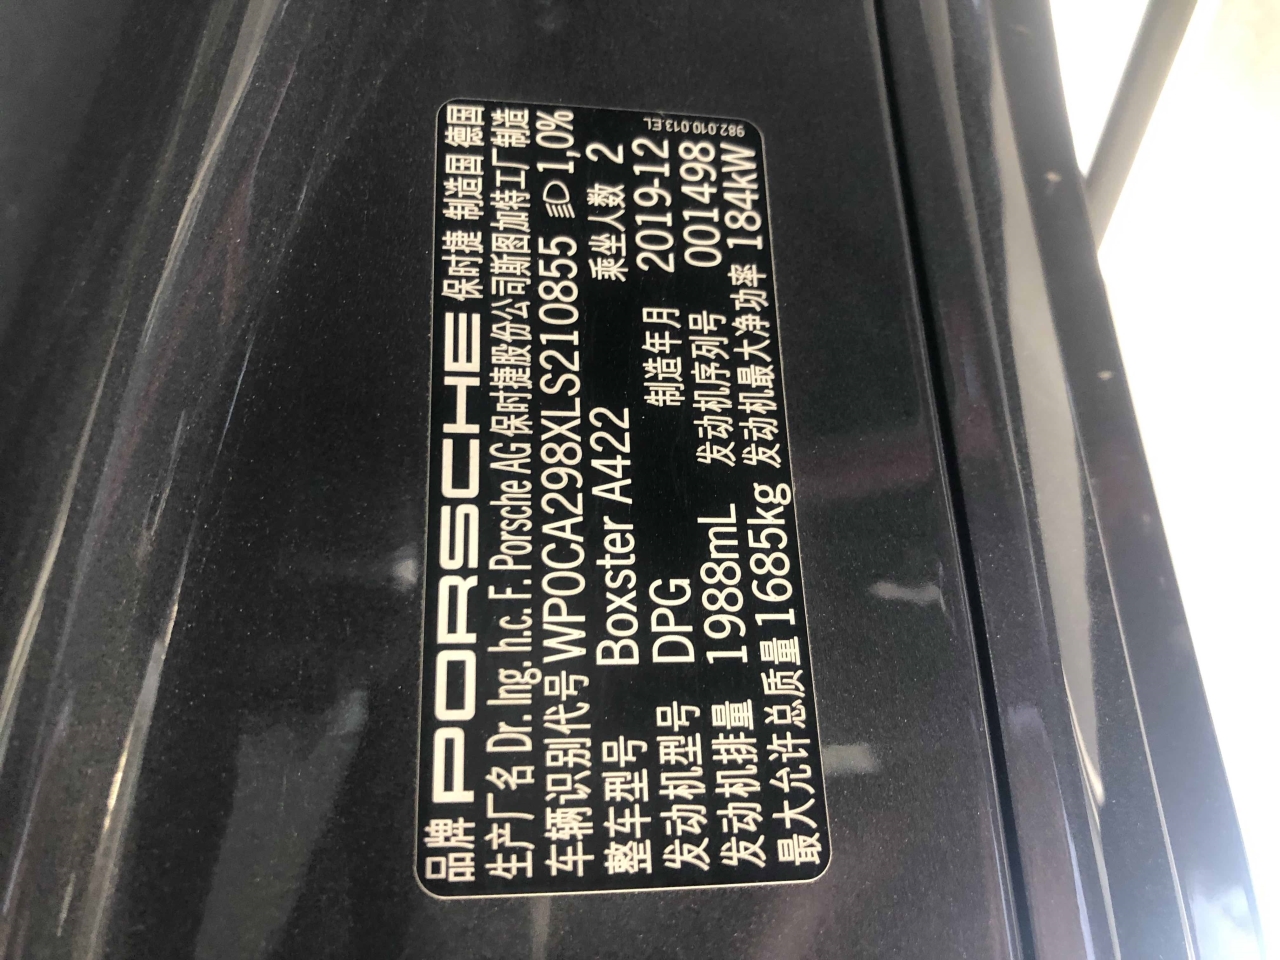 品牌 PORSCHE 保时捷 制造国 德国
生产厂名 Dr. Ing. h.c. F. Porsche AG 保时捷股份公司斯图加特工厂制造
车辆识别代号 WP0CA298XLS210855 1,0%
整车型号 Boxster A422 乘坐人数 2
发动机型号 DPG 制造年月 2019-12
发动机排量 1988mL 发动机序列号 001498
最大允许总质量 1685kg 发动机最大净功率 184kW
982.010.013.EL